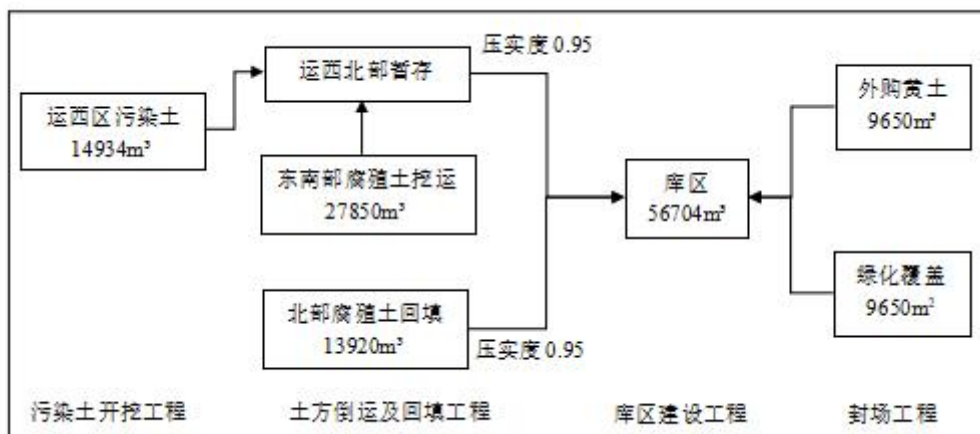 压实度 0.95
运西北部暂存
外购黄土
9650m³
运西区污染土
14934m³
东南部腐殖土挖运
27850m³
库区
56704m³
绿化覆盖
9650m²
北部腐殖土回填
13920m³
压实度 0.95
污染土开挖工程
土方倒运及回填工程
库区建设工程
封场工程